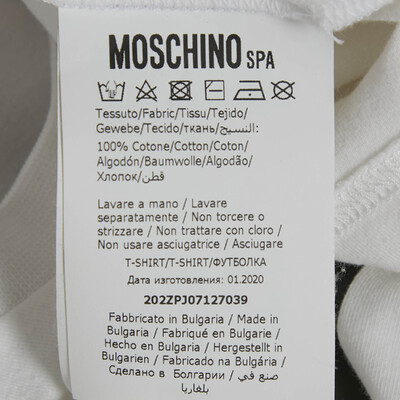 MOSCHINO SPA
Tessuto/Fabric/Tissu/Tejido/
Gewebe/Tecido/ткань/النسيج:
100% Cotone/Cotton/Coton/
Algodón/Baumwolle/Algodão/
Хлопок/قطن
Lavare a mano / Lavare
separatamente / Non torcere o
strizzare / Non trattare con cloro /
Non usare asciugatrice / Asciugare
T-SHIRT/T-SHIRT/ФУТБОЛКА
Дата изготовления: 01.2020
202ZPJ07127039
Fabbricato in Bulgaria / Made in
Bulgaria / Fabriqué en Bulgarie /
Hecho en Bulgaria / Hergestellt in
Bulgarien / Fabricado na Bulgária /
Сделано в Болгарии / صنع في
بلغاريا